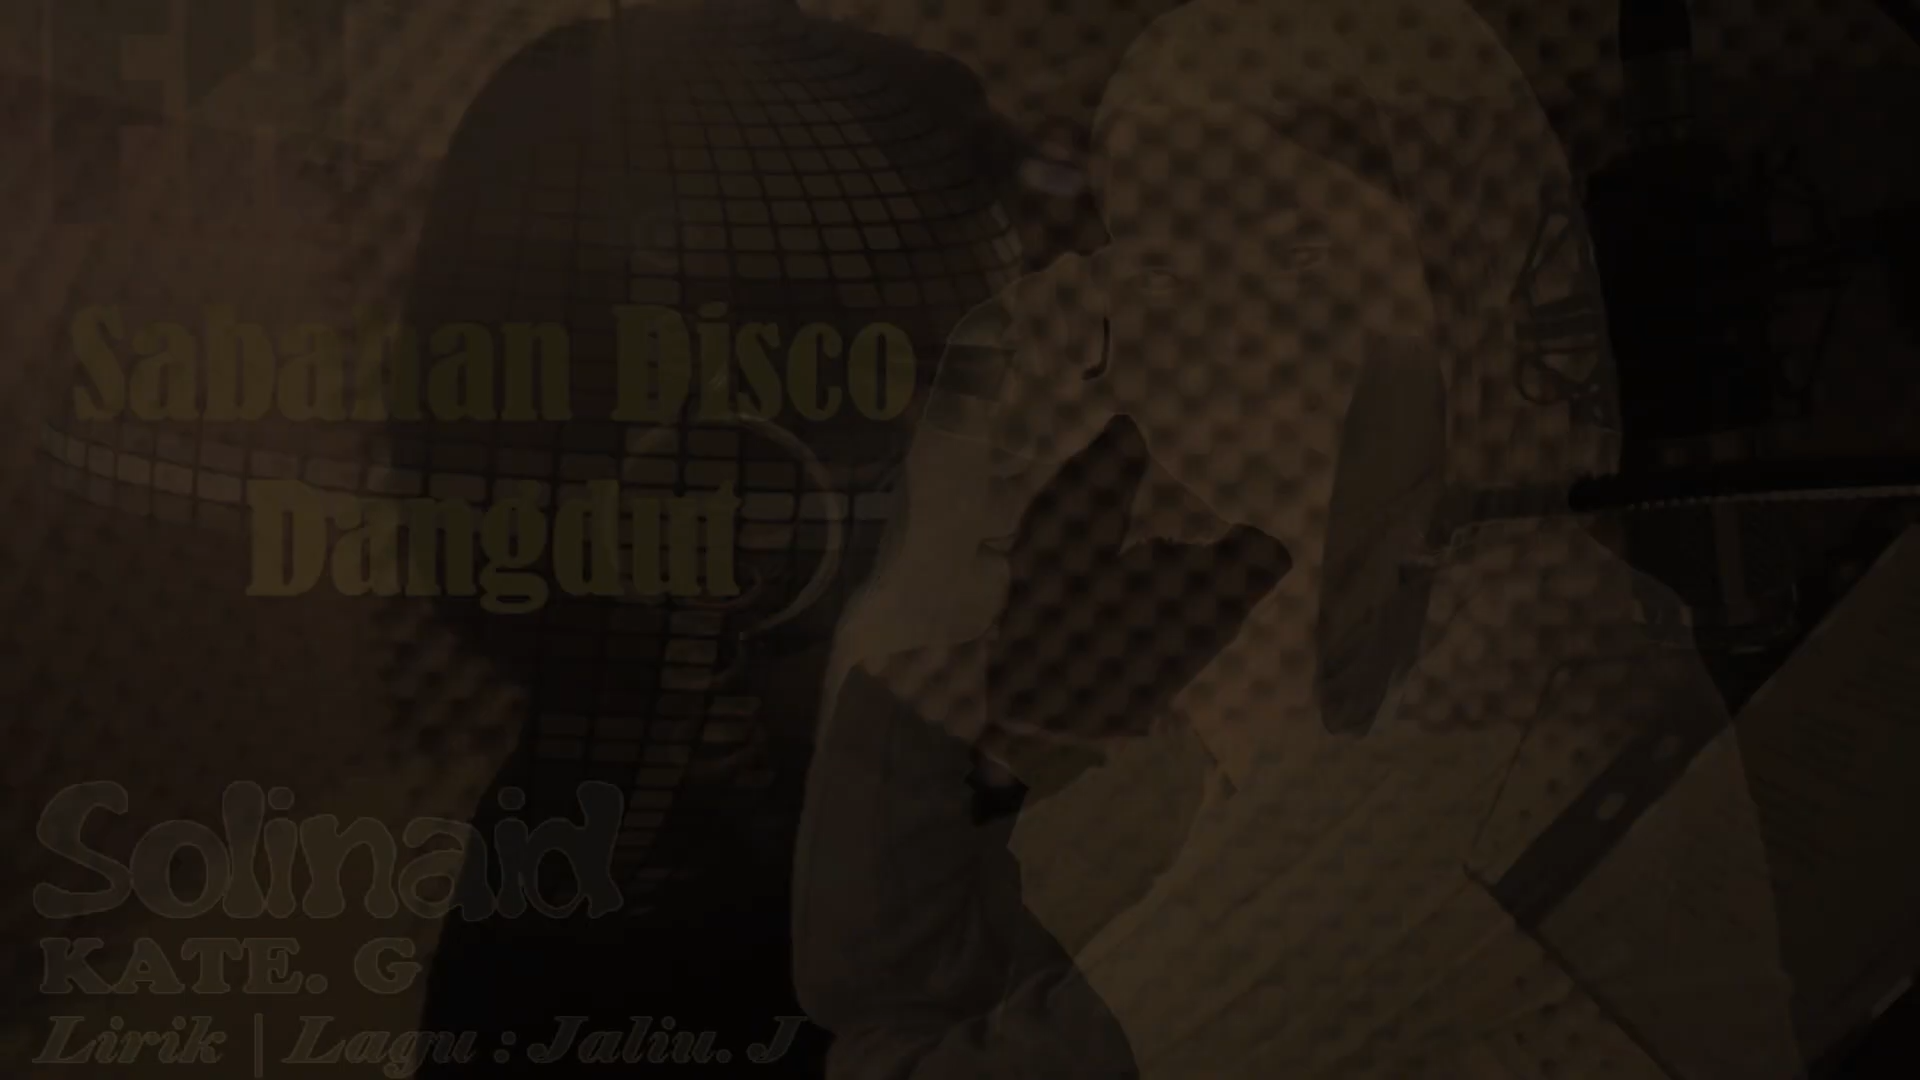 Sabahan Disco
Dangdut
Solinaid
KATE. G
Lirik | Lagu : Jaliu. J